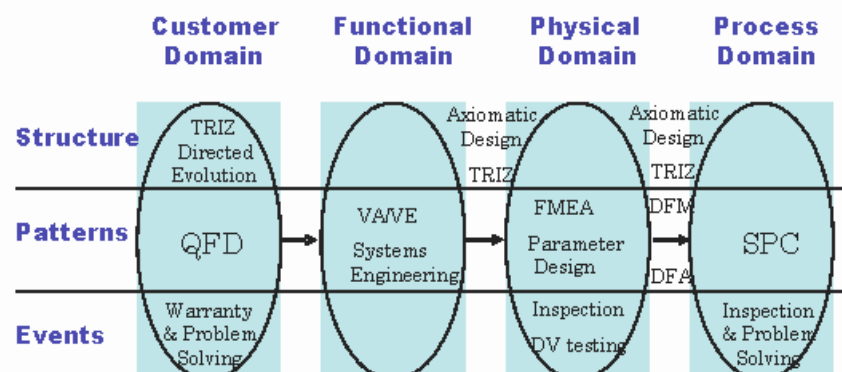 Customer Domain
Functional Domain
Physical Domain
Process Domain
Structure
TRIZ
Directed
Evolution
Axiomatic
Design
TRIZ
Axiomatic
Design
TRIZ
Patterns
QFD
VA/VE
Systems
Engineering
FMEA
Parameter
Design
DFM
DFA
SPC
Events
Warranty
& Problem
Solving
Inspection
DV testing
Inspection
& Problem
Solving